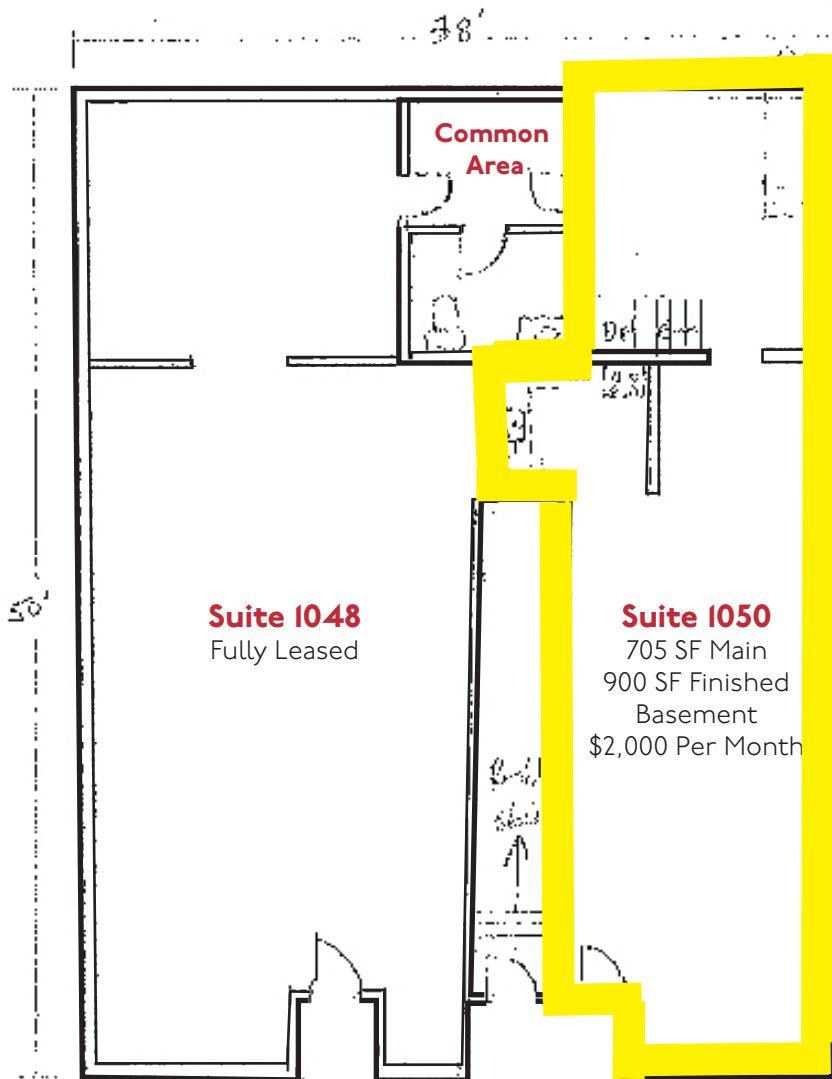 38'
Common
Area
Suite 1048
Fully Leased
Suite 1050
705 SF Main
900 SF Finished
Basement
$2,000 Per Month